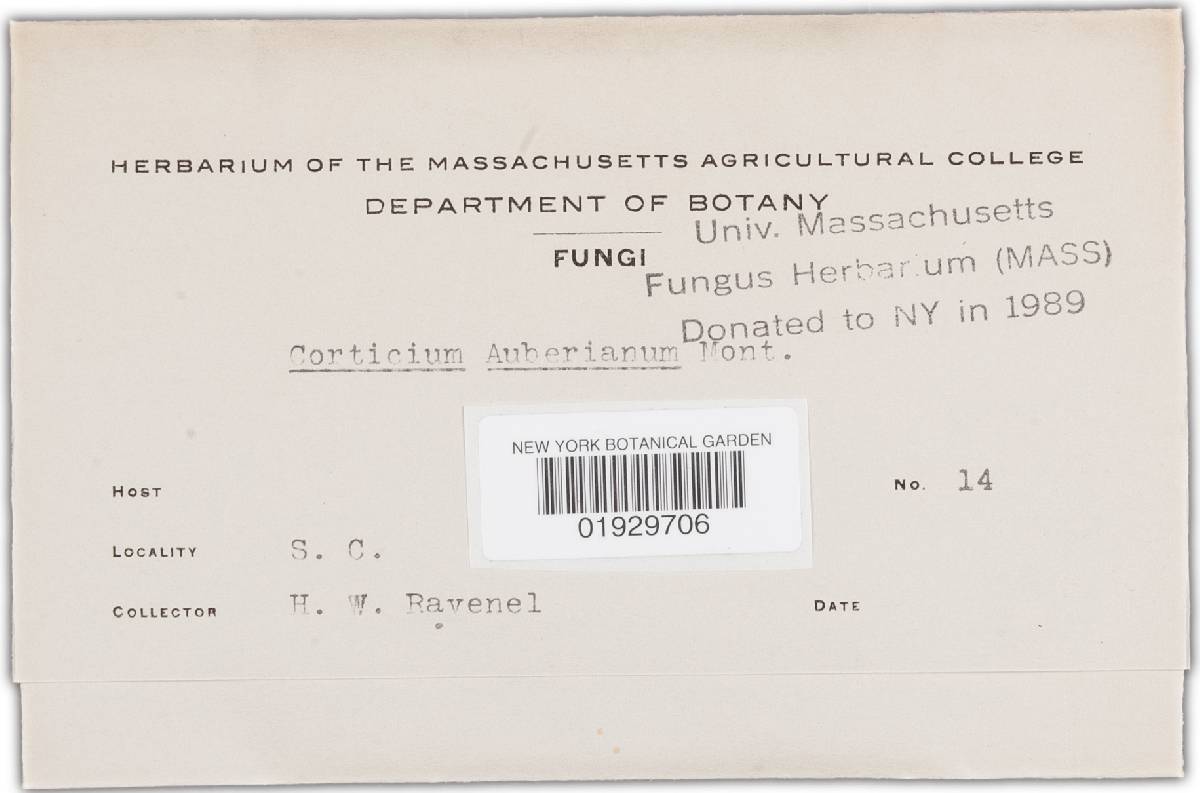 HERBARIUM OF THE MASSACHUSETTS AGRICULTURAL COLLEGE
DEPARTMENT OF BOTANY
FUNGI
Univ. Massachusetts
Fungus Herbarium (MASS)
Donated to NY in 1989
Corticium Auberianum Mont.
NEW YORK BOTANICAL GARDEN
01929706
HOST
No. 14
LOCALITY S. C.
COLLECTOR H. W. Ravenel
DATE